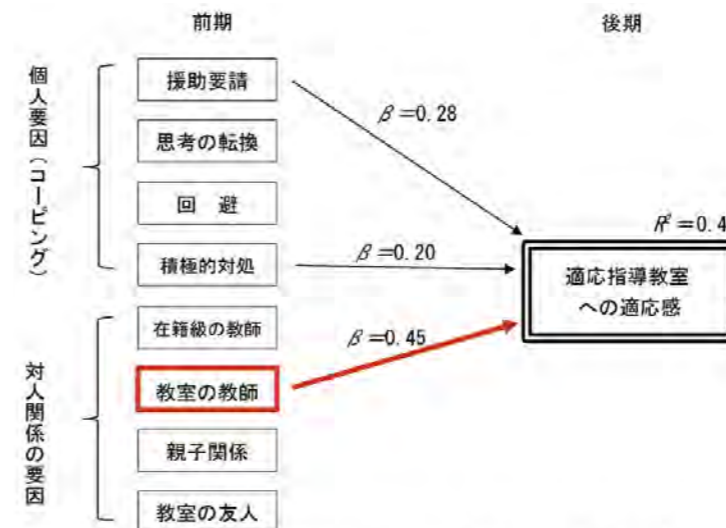 前期
後期
個人要因（コーピング）
援助要請
思考の転換
回　避
積極的対処
対人関係の要因
在籍級の教師
教室の教師
親子関係
教室の友人
β=0.28
β=0.20
β=0.45
R²=0.4
適応指導教室
への適応感